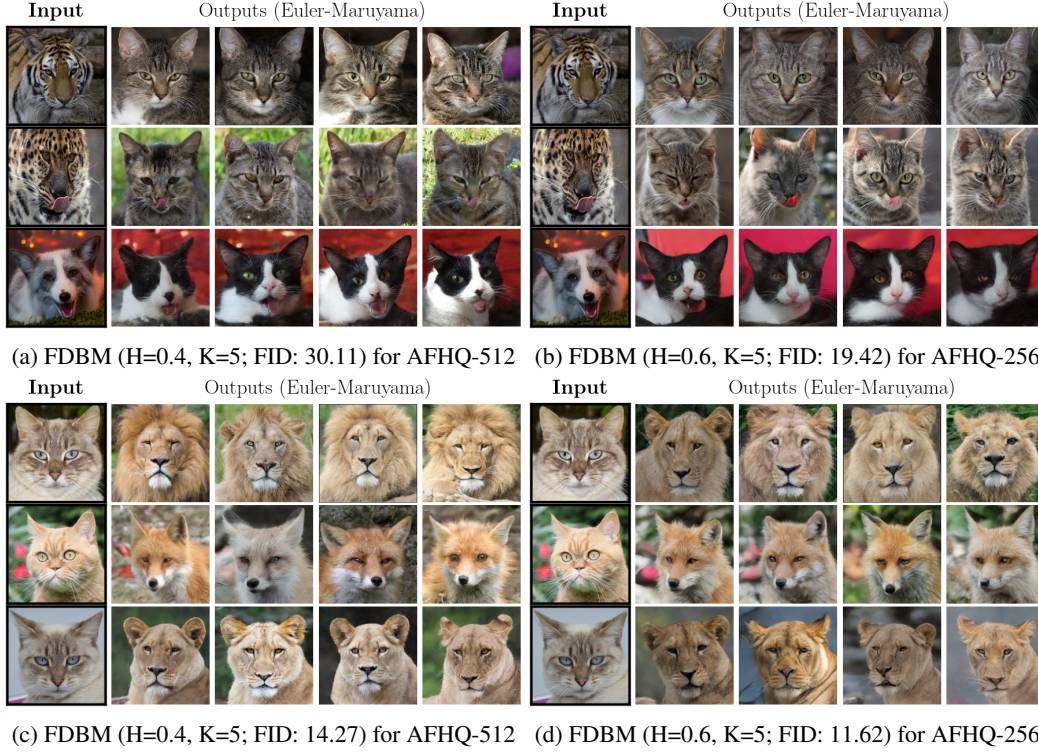 Input Outputs (Euler-Maruyama) Input Outputs (Euler-Maruyama)
(a) FDBM (H=0.4, K=5; FID: 30.11) for AFHQ-512 (b) FDBM (H=0.6, K=5; FID: 19.42) for AFHQ-256
Input Outputs (Euler-Maruyama) Input Outputs (Euler-Maruyama)
(c) FDBM (H=0.4, K=5; FID: 14.27) for AFHQ-512 (d) FDBM (H=0.6, K=5; FID: 11.62) for AFHQ-256